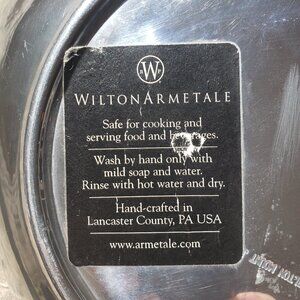 W
WILTONARMETALE
Safe for cooking and
serving food and beverages.
Wash by hand only with
mild soap and water.
Rinse with hot water and dry.
Hand-crafted in
Lancaster County, PA USA
www.armetale.com